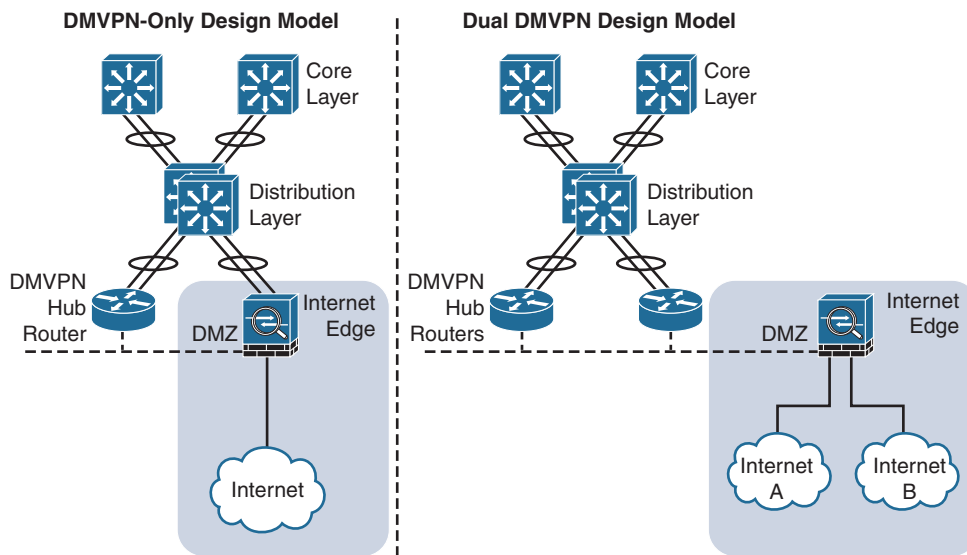 DMVPN-Only Design Model
Core
Layer
Distribution
Layer
DMVPN
Hub
Router
DMZ
Internet
Edge
Internet
Dual DMVPN Design Model
Core
Layer
Distribution
Layer
DMVPN
Hub
Routers
DMZ
Internet
Edge
Internet
A
Internet
B